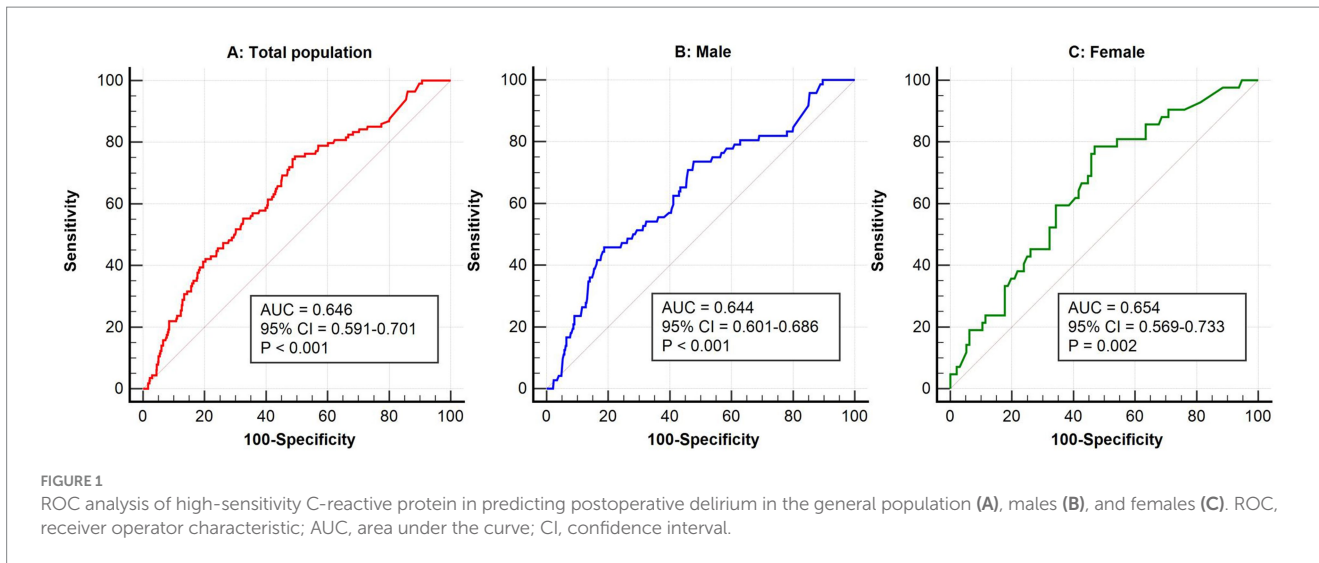 A: Total population
100
80
60
40
20
0
Sensitivity
AUC = 0.646
95% CI = 0.591-0.701
P < 0.001
0 20 40 60 80 100
100-Specificity
B: Male
100
80
60
40
20
0
Sensitivity
AUC = 0.644
95% CI = 0.601-0.686
P < 0.001
0 20 40 60 80 100
100-Specificity
C: Female
100
80
60
40
20
0
Sensitivity
AUC = 0.654
95% CI = 0.569-0.733
P = 0.002
0 20 40 60 80 100
100-Specificity
FIGURE 1
ROC analysis of high-sensitivity C-reactive protein in predicting postoperative delirium in the general population (A), males (B), and females (C). ROC,
receiver operator characteristic; AUC, area under the curve; CI, confidence interval.